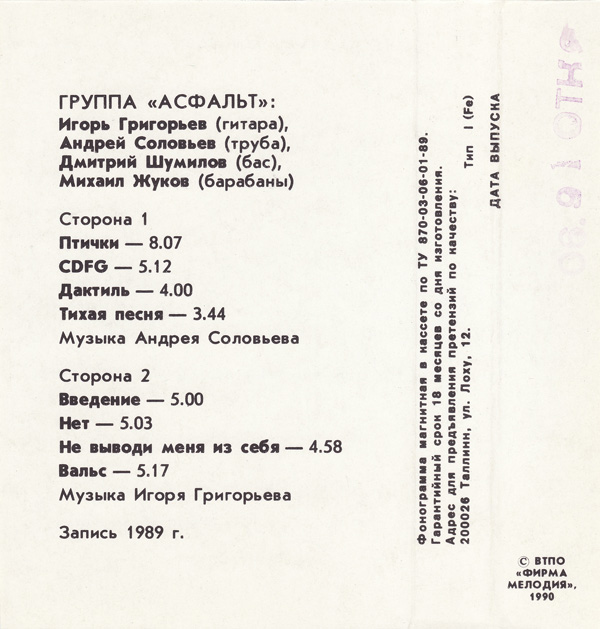 ГРУППА «АСФАЛЬТ»:
Игорь Григорьев (гитара),
Андрей Соловьев (труба),
Дмитрий Шумилов (бас),
Михаил Жуков (барабаны)
Сторона 1
Птички — 8.07
CDFG — 5.12
Дактиль — 4.00
Тихая песня — 3.44
Музыка Андрея Соловьева
Сторона 2
Введение — 5.00
Нет — 5.03
Не выводи меня из себя — 4.58
Вальс — 5.17
Музыка Игоря Григорьева
Запись 1989 г.
Фонограмма магнитная в кассете по ТУ 870-03-06-01-89.
Гарантийный срок 18 месяцев со дня изготовления.
Адрес для предъявления претензий по качеству:
200026 Таллинн, ул. Лоху, 12.
Тип I (Fe)
ДАТА ВЫПУСКА
ОТК
© ВТПО
«ФИРМА
МЕЛОДИЯ»,
1990